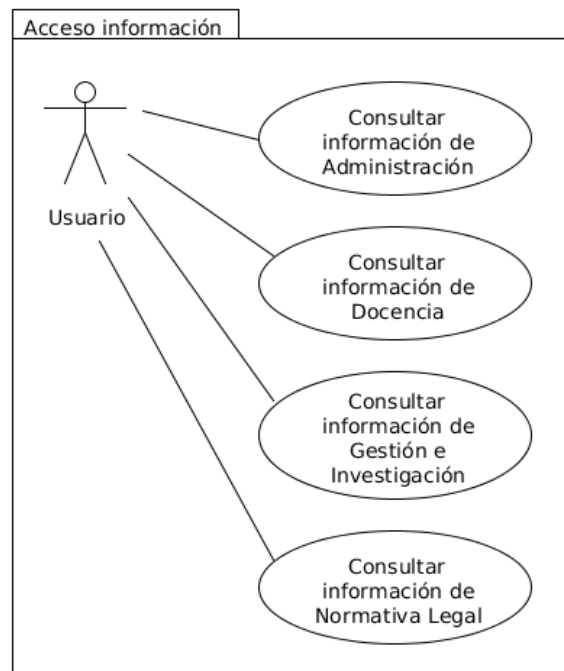 Acceso información
Consultar
información de
Administración
Usuario
Consultar
información de
Docencia
Consultar
información de
Gestión e
Investigación
Consultar
información de
Normativa Legal